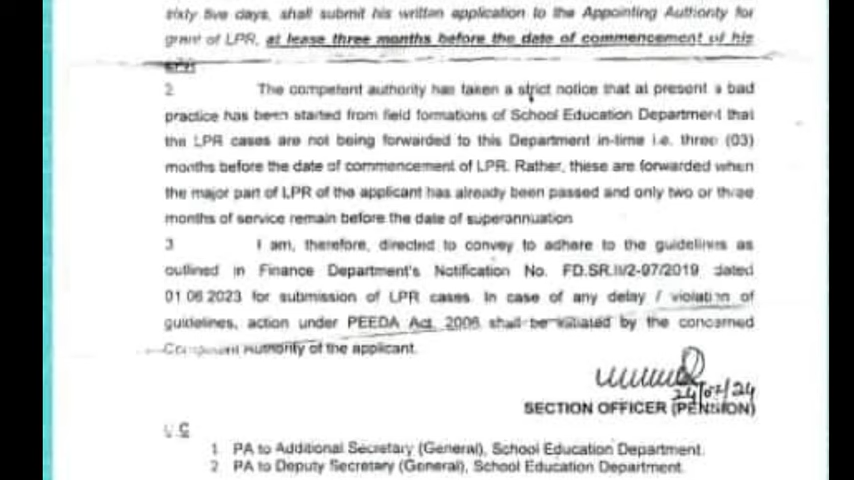 sixty five days, shall submit his written application to the Appointing Authority for
grant of LPR, at lease three months before the date of commencement of his
2 The competent authority has taken a strict notice that at present a bad
practice has been started from field formations of School Education Department that
the LPR cases are not being forwarded to this Department in-time i.e. three (03)
months before the date of commencement of LPR. Rather, these are forwarded when
the major part of LPR of the applicant has already been passed and only two or three
months of service remain before the date of superannuation
3 I am, therefore, directed to convey to adhere to the guidelines as
outlined in Finance Department's Notification No. FD.SR.II/2-97/2019 dated
01.06.2023 for submission of LPR cases. In case of any delay / violation of
guidelines, action under PEEDA Act, 2006 shall be initiated by the concerned
Competent Authority of the applicant.
24/07/24
SECTION OFFICER (PENSION)
1 PA to Additional Secretary (General), School Education Department.
2 PA to Deputy Secretary (General), School Education Department.